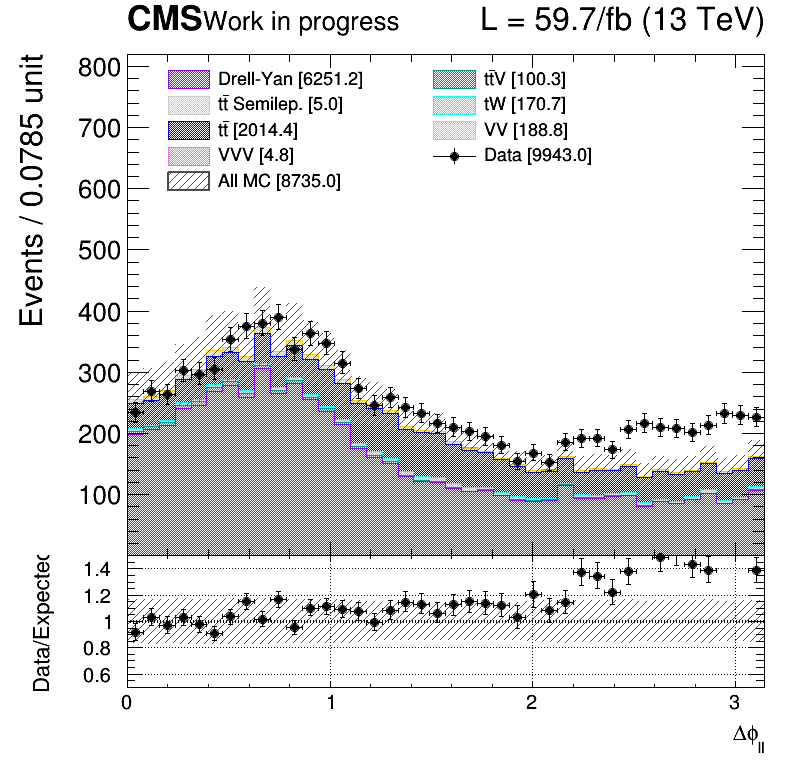 CMS Work in progress L = 59.7/fb (13 TeV)
Events / 0.0785 unit
800
700
600
500
400
300
200
100
Drell-Yan [6251.2]
tt̄ Semilep. [5.0]
tt̄ [2014.4]
VVV [4.8]
All MC [8735.0]
tt̄V [100.3]
tW [170.7]
VV [188.8]
Data [9943.0]
Data/Expected
1.4
1.2
1
0.8
0.6
0 1 2 3
Δϕll